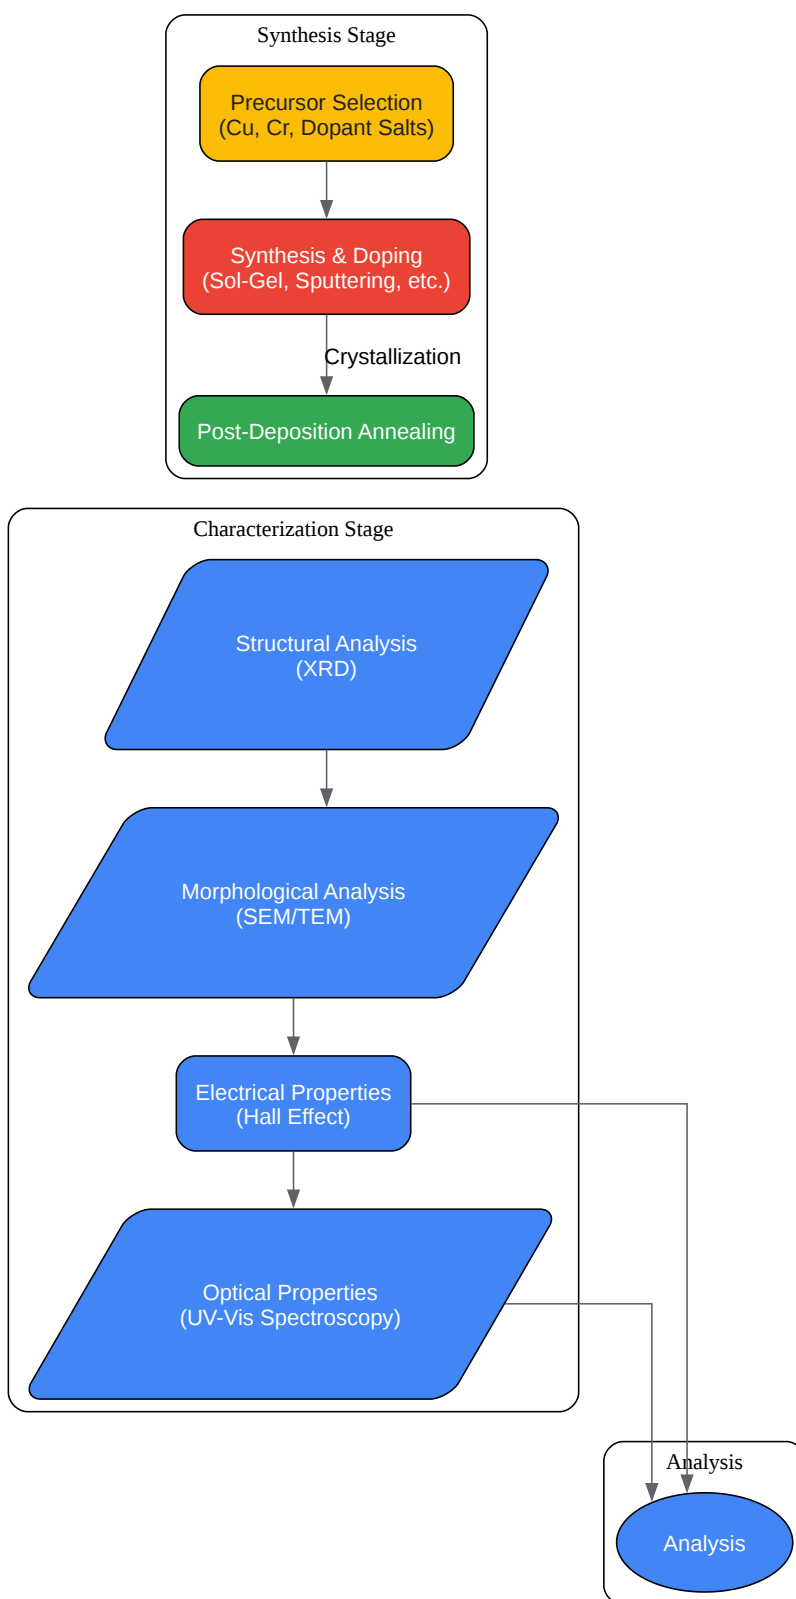 Synthesis Stage
Precursor Selection
(Cu, Cr, Dopant Salts)
Synthesis & Doping
(Sol-Gel, Sputtering, etc.)
Crystallization
Post-Deposition Annealing
Characterization Stage
Structural Analysis
(XRD)
Morphological Analysis
(SEM/TEM)
Electrical Properties
(Hall Effect)
Optical Properties
(UV-Vis Spectroscopy)
Analysis
Analysis